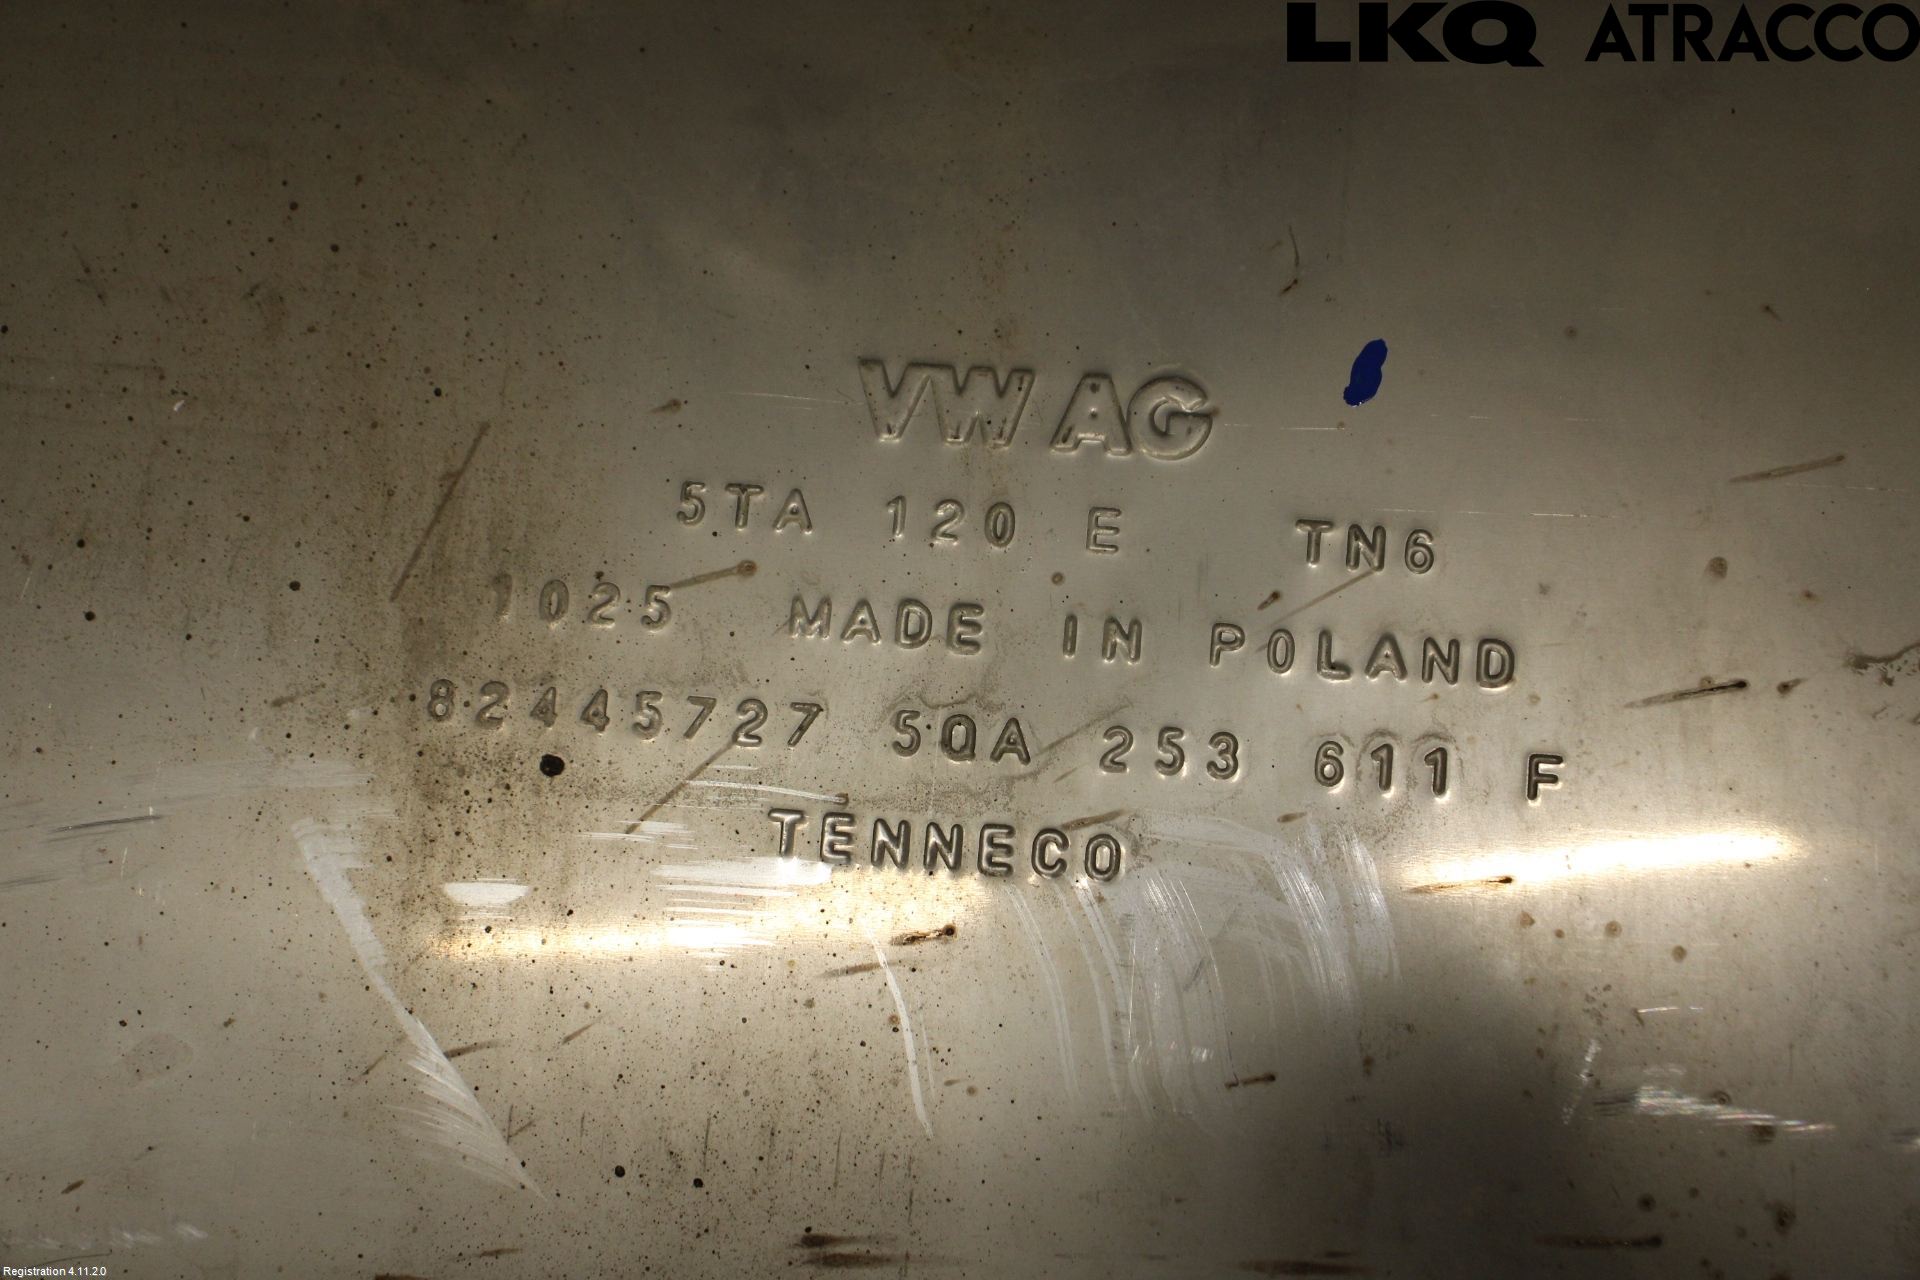 LKQ ATRACCO
VW AG
5TA 120 E TN6
1025 MADE IN POLAND
82445727 5QA 253 611 F
TENNECO
Registration 4.11.2.0